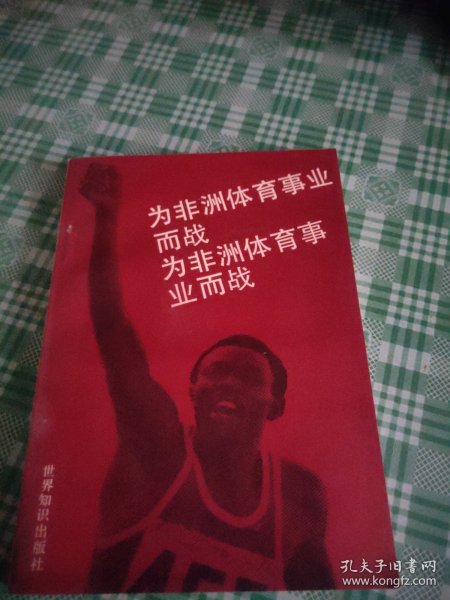 为非洲体育事业
而战
为非洲体育事
业而战
世界知识出版社
孔夫子旧书网
www.kongfz.com